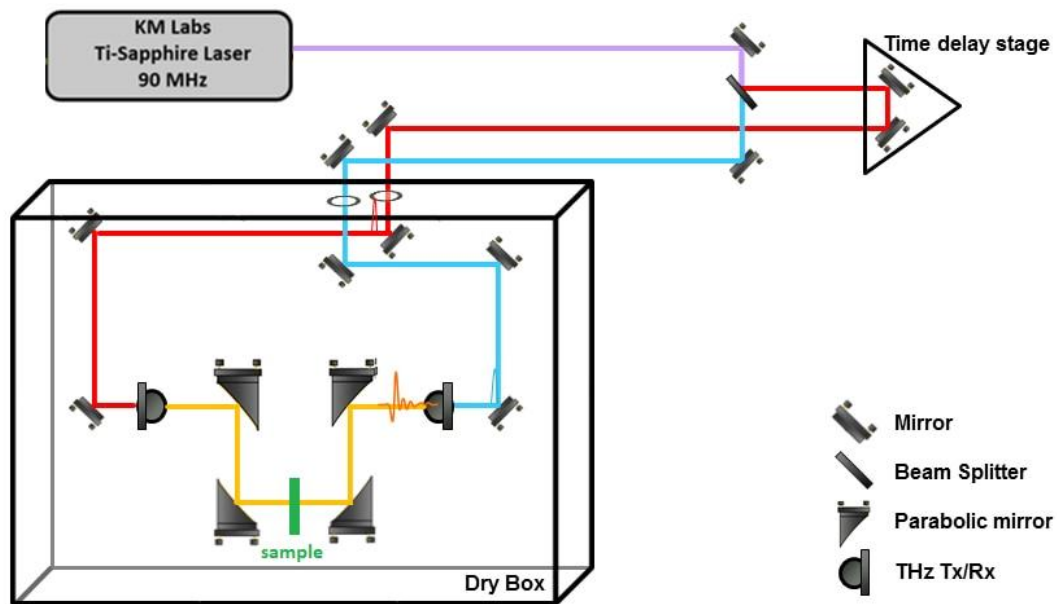 KM Labs
Ti-Sapphire Laser
90 MHz
Time delay stage
sample
Dry Box
Mirror
Beam Splitter
Parabolic mirror
THz Tx/Rx